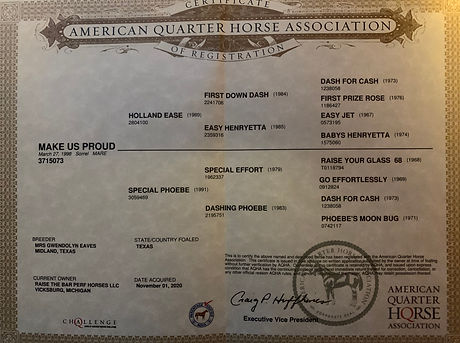 CERTIFICATE
AMERICAN QUARTER HORSE ASSOCIATION
OF REGISTRATION
DASH FOR CASH (1973)
1238058
FIRST DOWN DASH (1984)
2241706
FIRST PRIZE ROSE (1976)
1186427
HOLLAND EASE (1989)
2804100
EASY JET (1967)
0573195
EASY HENRYETTA (1985)
2359316
BABYS HENRYETTA (1974)
1575060
MAKE US PROUD
March 27, 1998 Sorrel MARE
3715073
RAISE YOUR GLASS 68 (1968)
T0118794
SPECIAL EFFORT (1979)
1962337
GO EFFORTLESSLY (1969)
0912824
SPECIAL PHOEBE (1991)
3059469
DASH FOR CASH (1973)
1238058
DASHING PHOEBE (1983)
2195751
PHOEBE'S MOON BUG (1971)
0742117
BREEDER
MRS GWENDOLYN EAVES
MIDLAND, TEXAS
STATE/COUNTRY FOALED
TEXAS
CURRENT OWNER
RAISE THE BAR PERF HORSES LLC
VICKSBURG, MICHIGAN
DATE ACQUIRED
November 01, 2020
Executive Vice President
CHALLENGE
AMERICAN
QUARTER
HORSE
ASSOCIATION